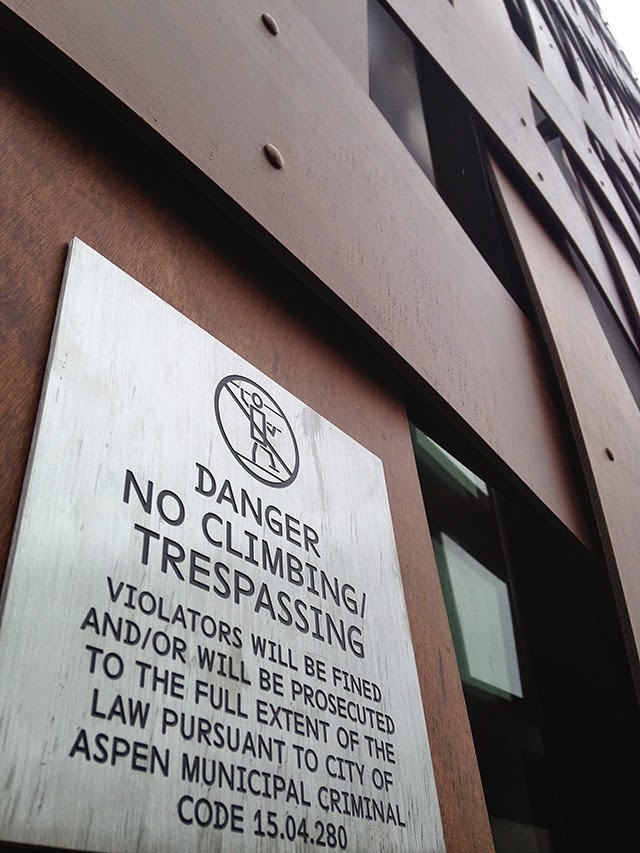 DANGER
NO CLIMBING/
TRESPASSING
VIOLATORS WILL BE FINED
AND/OR WILL BE PROSECUTED
TO THE FULL EXTENT OF THE
LAW PURSUANT TO CITY OF
ASPEN MUNICIPAL CRIMINAL
CODE 15.04.280